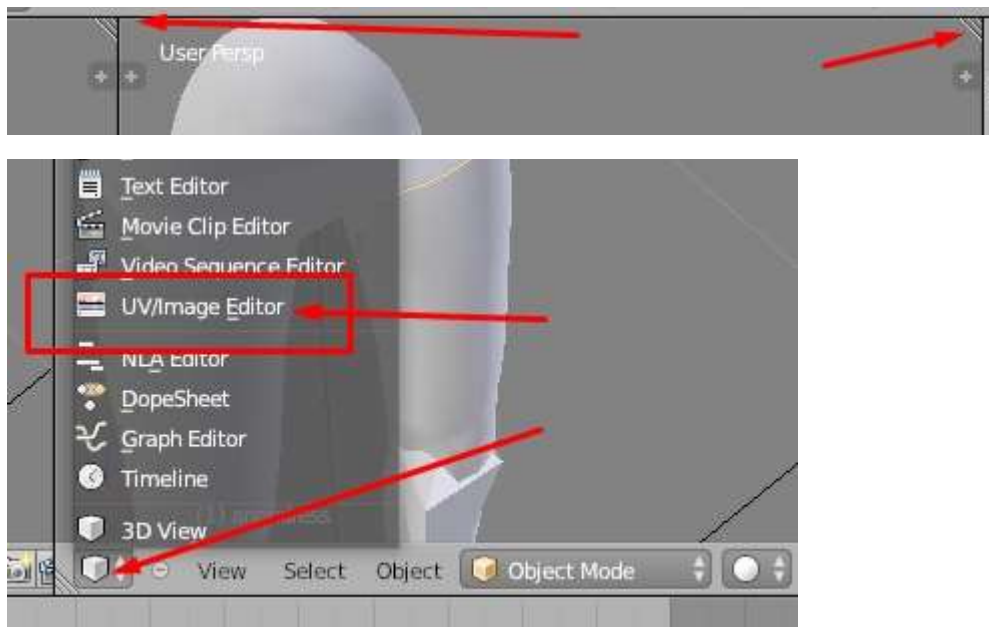 User Persp
Text Editor
Movie Clip Editor
Video Sequence Editor
UV/Image Editor
NLA Editor
DopeSheet
Graph Editor
Timeline
3D View
View Select Object Object Mode